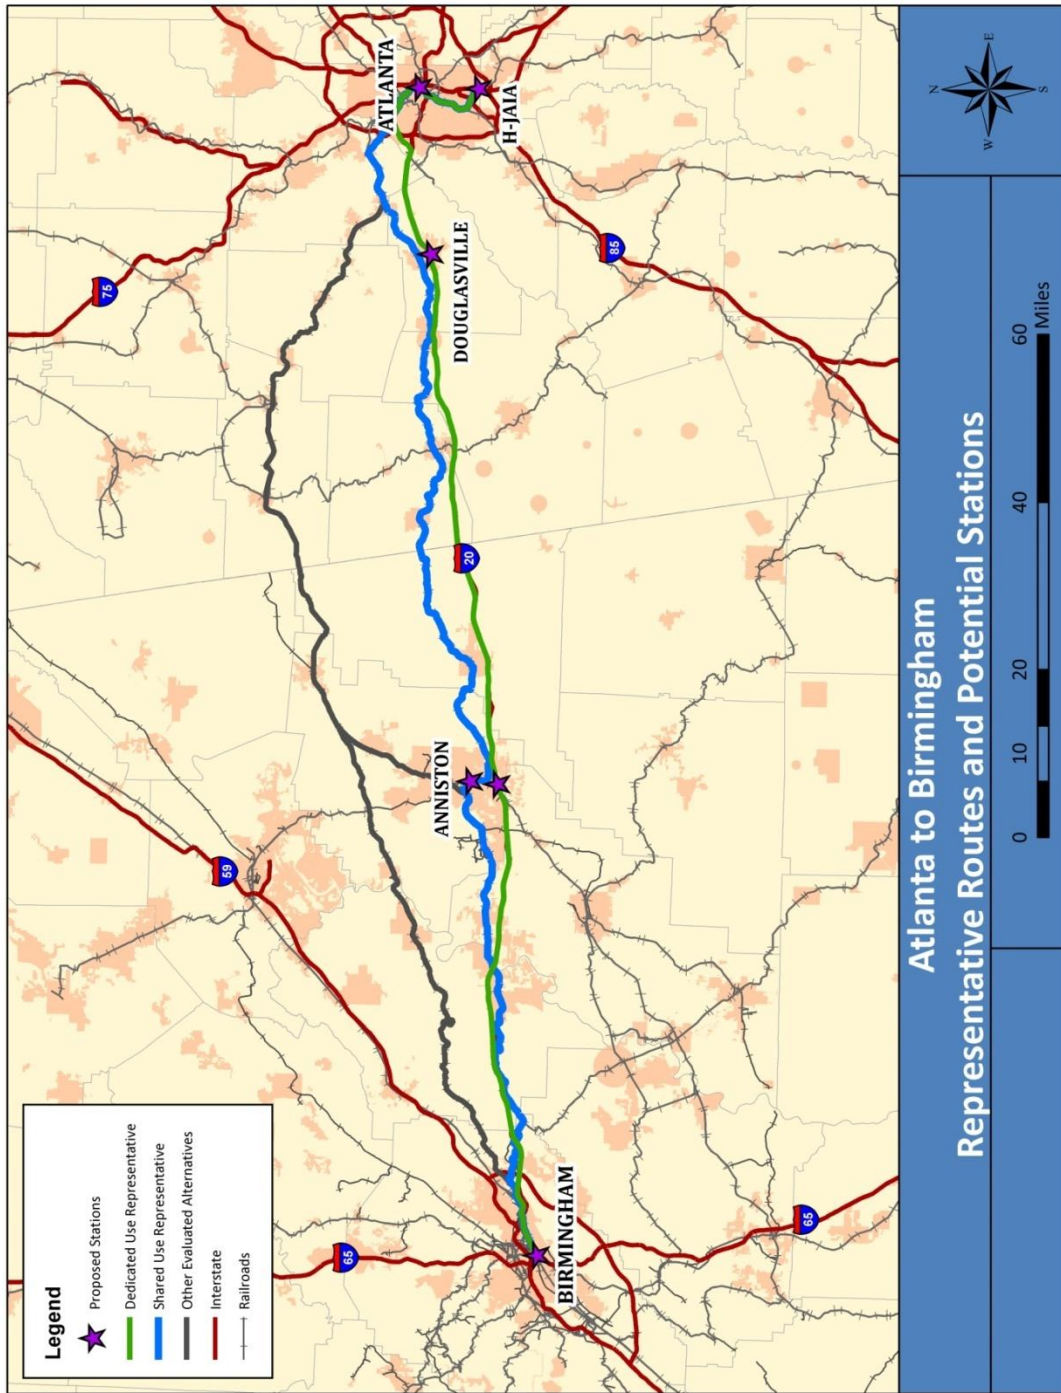 Legend
Proposed Stations
Dedicated Use Representative
Shared Use Representative
Other Evaluated Alternatives
Interstate
Railroads
75
59
65
ATLANTA
H-JAIA
DOUGLASVILLE
20
ANNISTON
85
BIRMINGHAM
65
Atlanta to Birmingham
Representative Routes and Potential Stations
0 10 20 40 60
Miles
N
W E
S